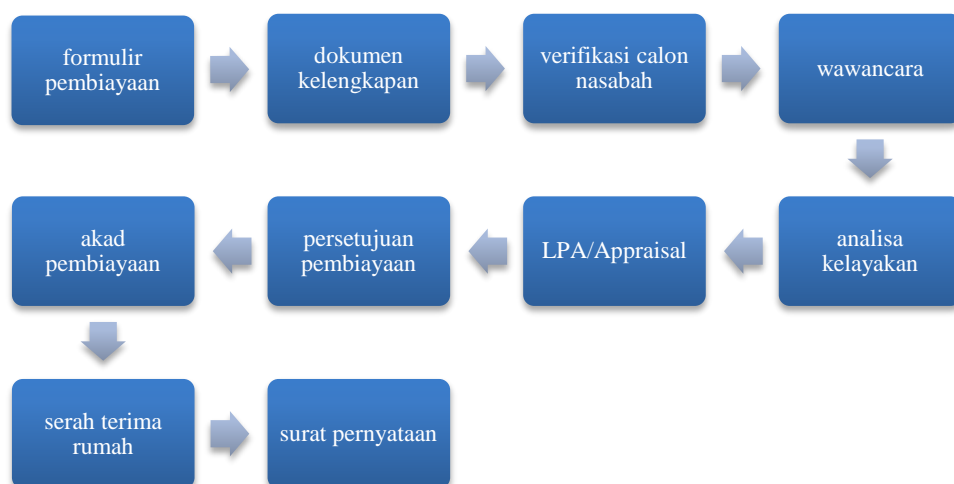 formulir
pembiayaan
dokumen
kelengkapan
verifikasi calon
nasabah
wawancara
analisa
kelayakan
LPA/Appraisal
persetujuan
pembiayaan
akad
pembiayaan
serah terima
rumah
surat pernyataan